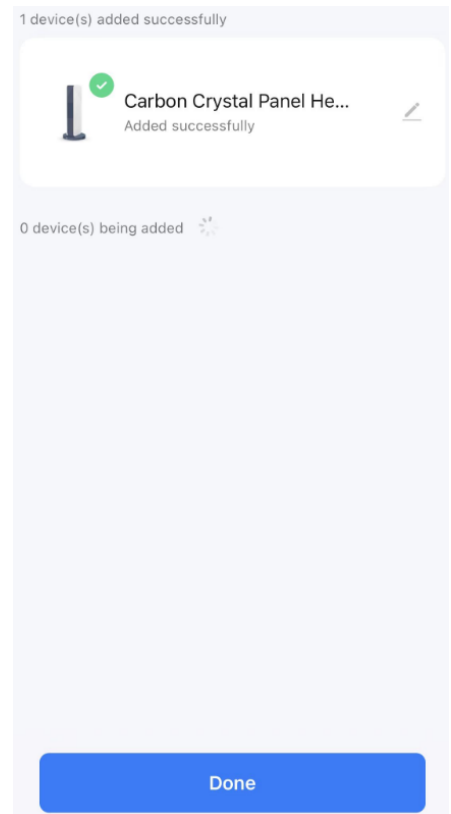 1 device(s) added successfully
Carbon Crystal Panel He...
Added successfully
0 device(s) being added
Done